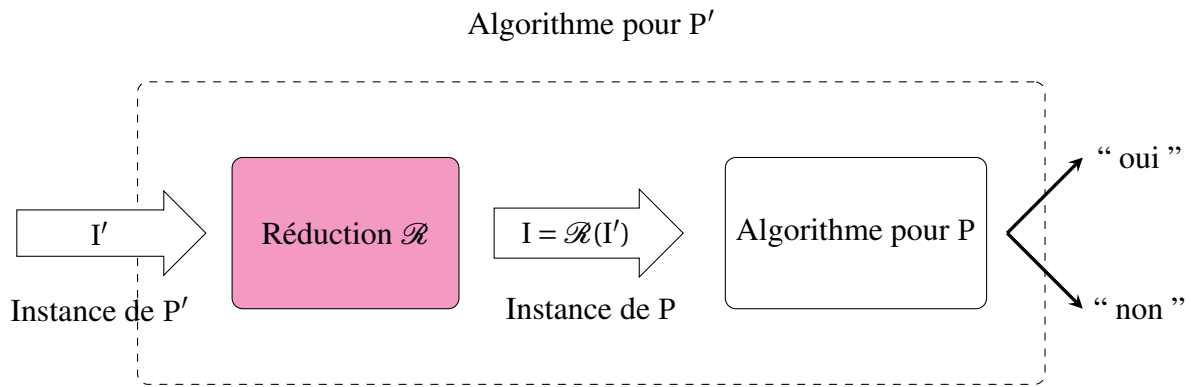 Algorithme pour P′
I′
Réduction ℛ
I = ℛ(I′)
Algorithme pour P
“ oui ”
“ non ”
Instance de P′
Instance de P